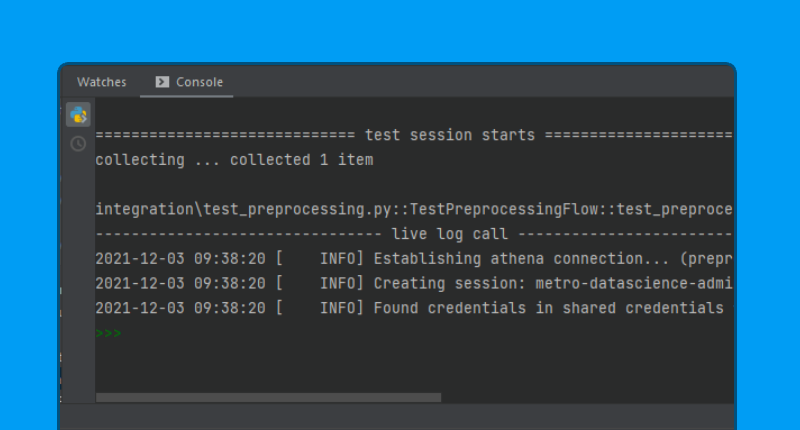 Watches Console
============================= test session starts =====================
collecting ... collected 1 item
integration\test_preprocessing.py::TestPreprocessingFlow::test_preproce
-------------------------------- live log call ------------------------
2021-12-03 09:38:20 [    INFO] Establishing athena connection... (prepr
2021-12-03 09:38:20 [    INFO] Creating session: metro-datascience-admi
2021-12-03 09:38:20 [    INFO] Found credentials in shared credentials
>>>